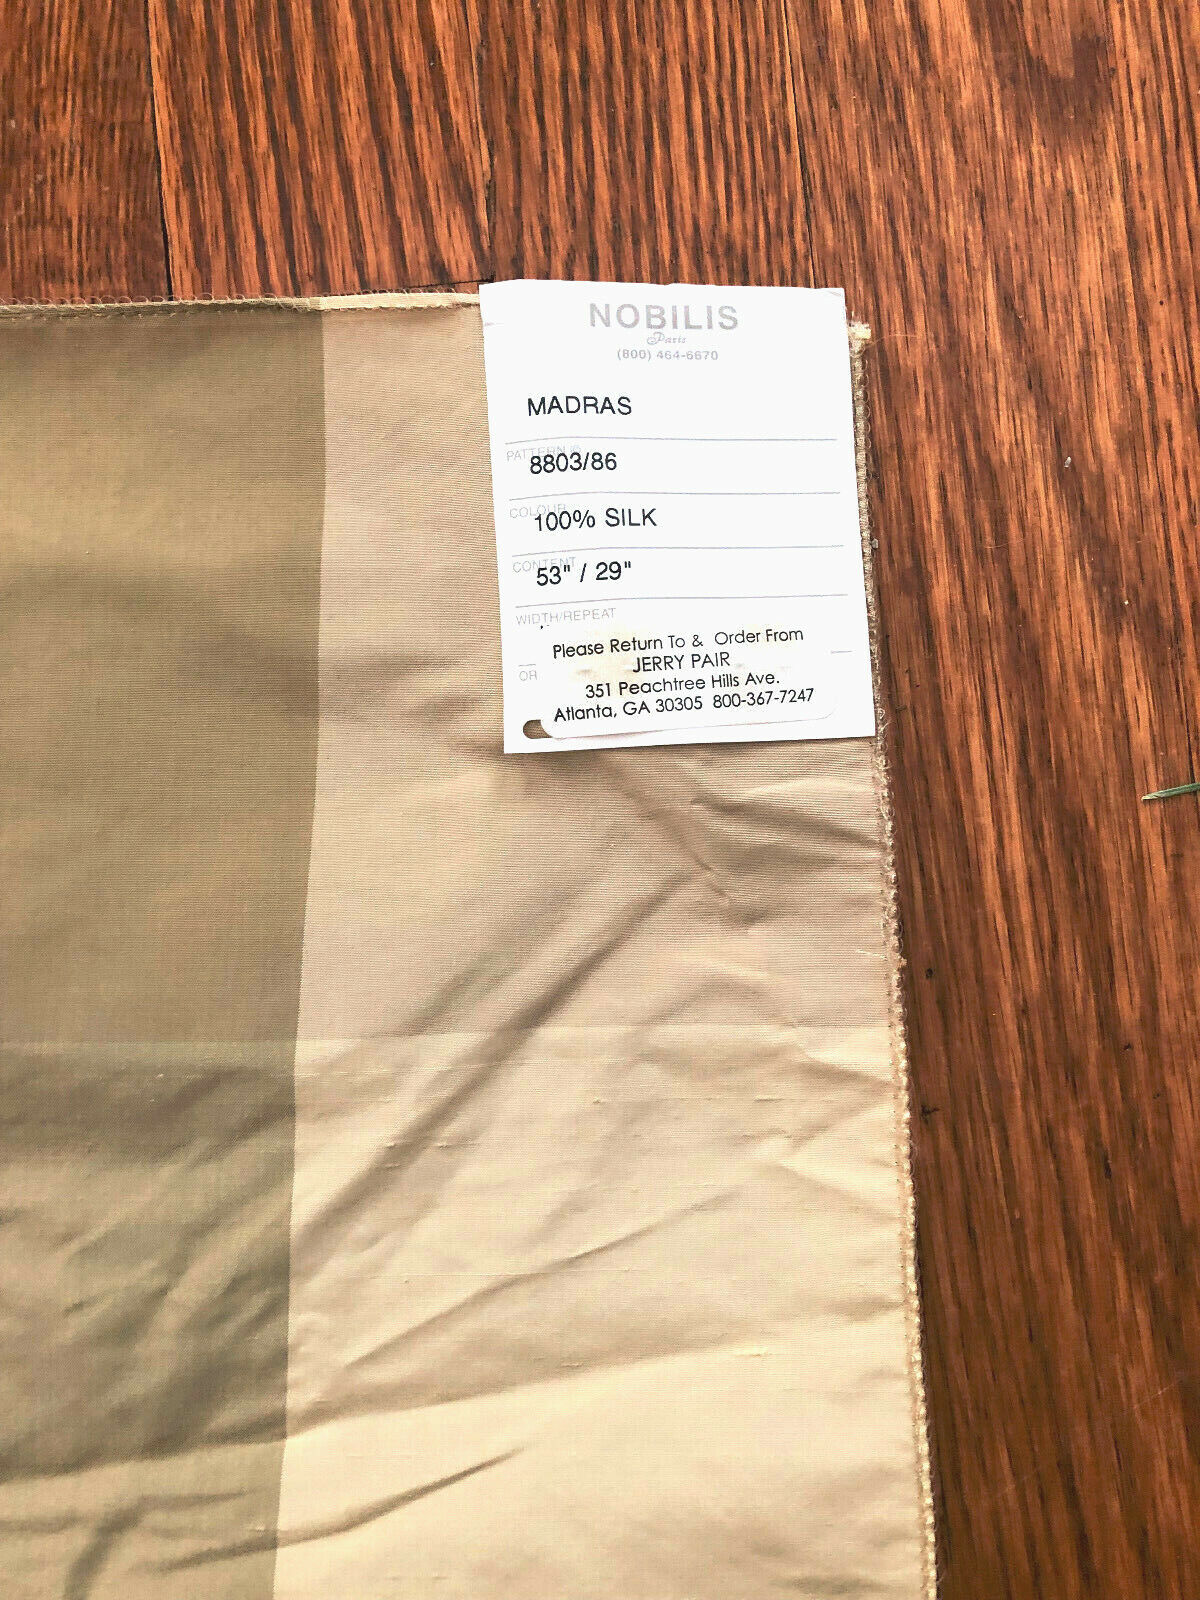 NOBILIS
Paris
(800) 464-6670
MADRAS
PATTERN
8803/86
COLOUR
100% SILK
CONTENT
53" / 29"
WIDTH/REPEAT
Please Return To & Order From
OR
JERRY PAIR
351 Peachtree Hills Ave.
Atlanta, GA 30305 800-367-7247